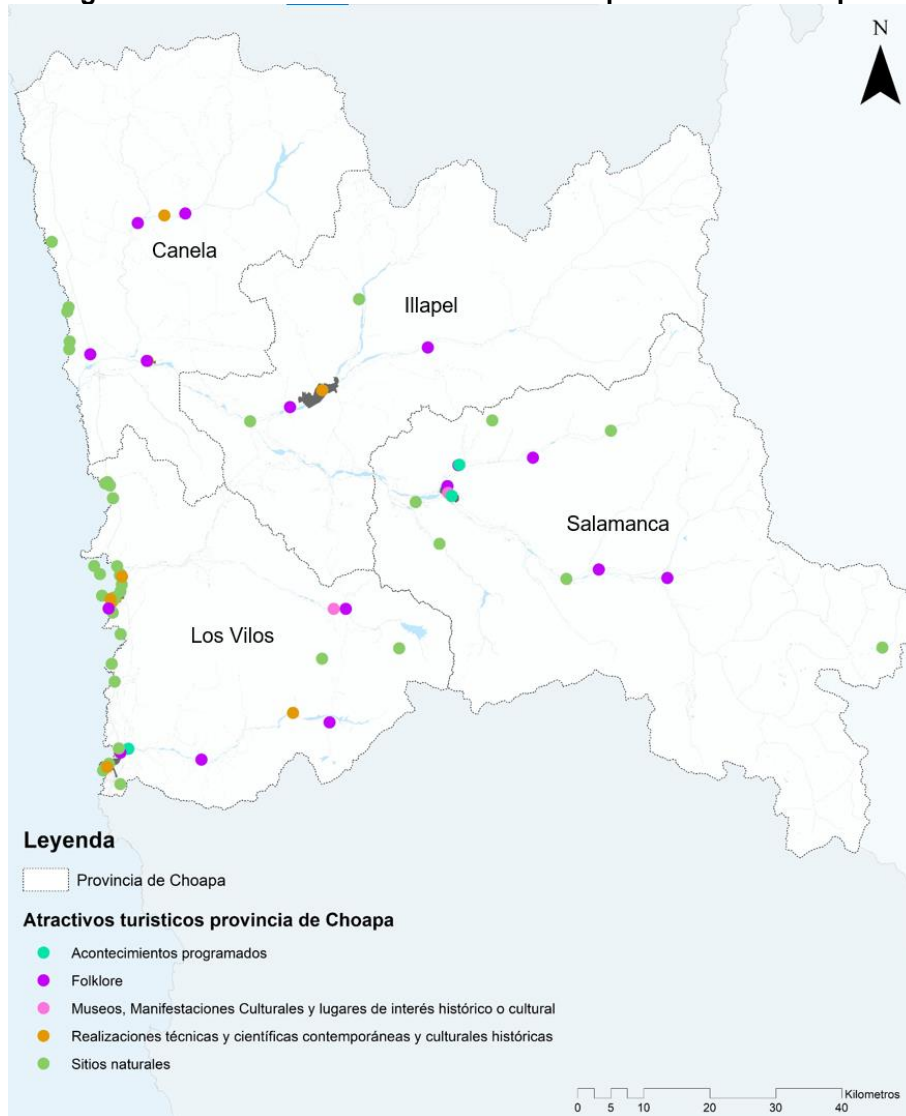 N
Canela
Illapel
Salamanca
Los Vilos
Leyenda
Provincia de Choapa
Atractivos turisticos provincia de Choapa
Acontecimientos programados
Folklore
Museos, Manifestaciones Culturales y lugares de interés histórico o cultural
Realizaciones técnicas y científicas contemporáneas y culturales históricas
Sitios naturales
Kilometros
0 5 10 20 30 40